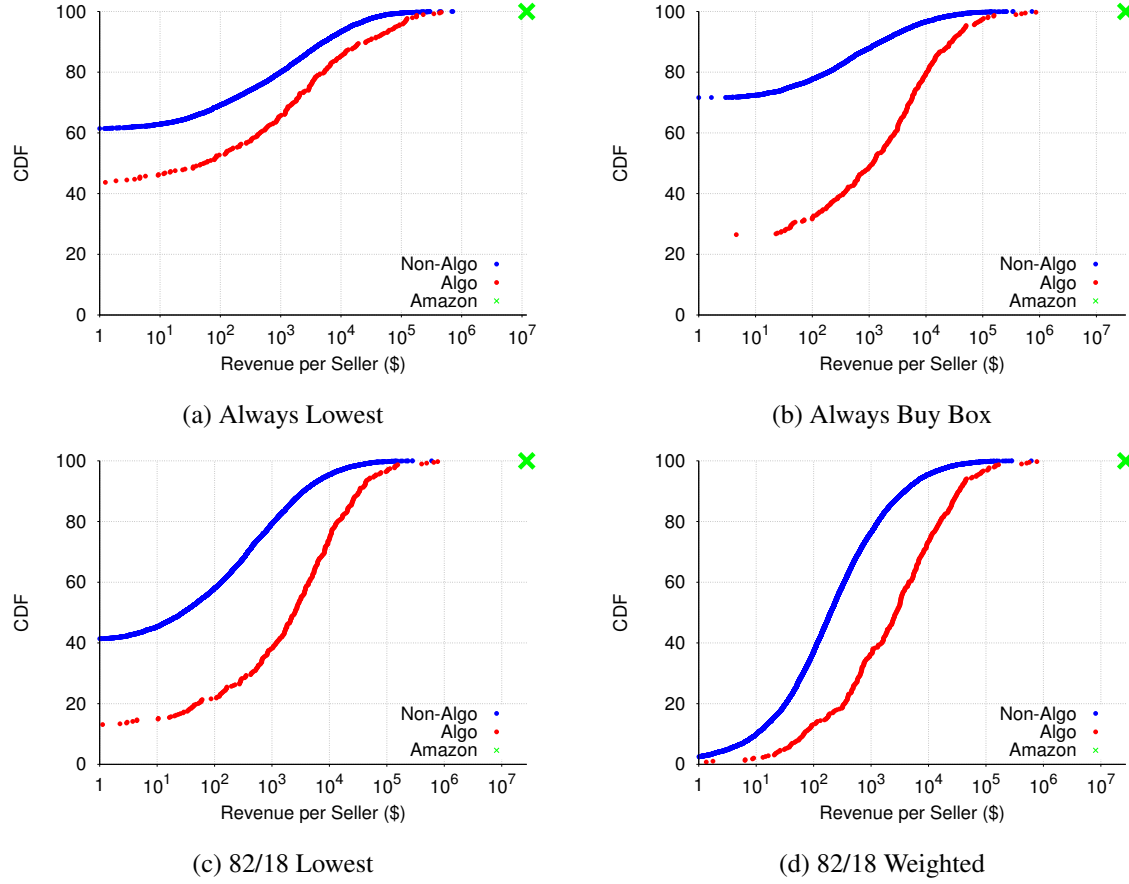 100
80
60
40
20
0
CDF
1 10^1 10^2 10^3 10^4 10^5 10^6 10^7
Revenue per Seller ($)
Non-Algo
Algo
Amazon
(a) Always Lowest
100
80
60
40
20
0
CDF
1 10^1 10^2 10^3 10^4 10^5 10^6 10^7
Revenue per Seller ($)
Non-Algo
Algo
Amazon
(b) Always Buy Box
100
80
60
40
20
0
CDF
1 10^1 10^2 10^3 10^4 10^5 10^6 10^7
Revenue per Seller ($)
Non-Algo
Algo
Amazon
(c) 82/18 Lowest
100
80
60
40
20
0
CDF
1 10^1 10^2 10^3 10^4 10^5 10^6 10^7
Revenue per Seller ($)
Non-Algo
Algo
Amazon
(d) 82/18 Weighted